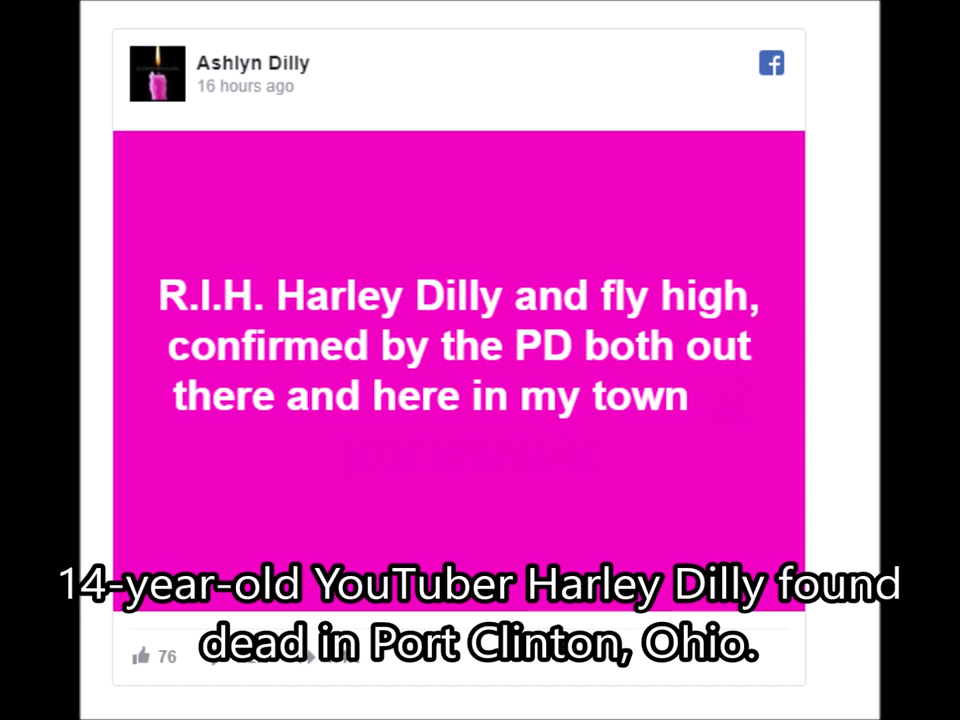 Ashlyn Dilly
16 hours ago
R.I.H. Harley Dilly and fly high,
confirmed by the PD both out
there and here in my town
14-year-old YouTuber Harley Dilly found
dead in Port Clinton, Ohio.
76